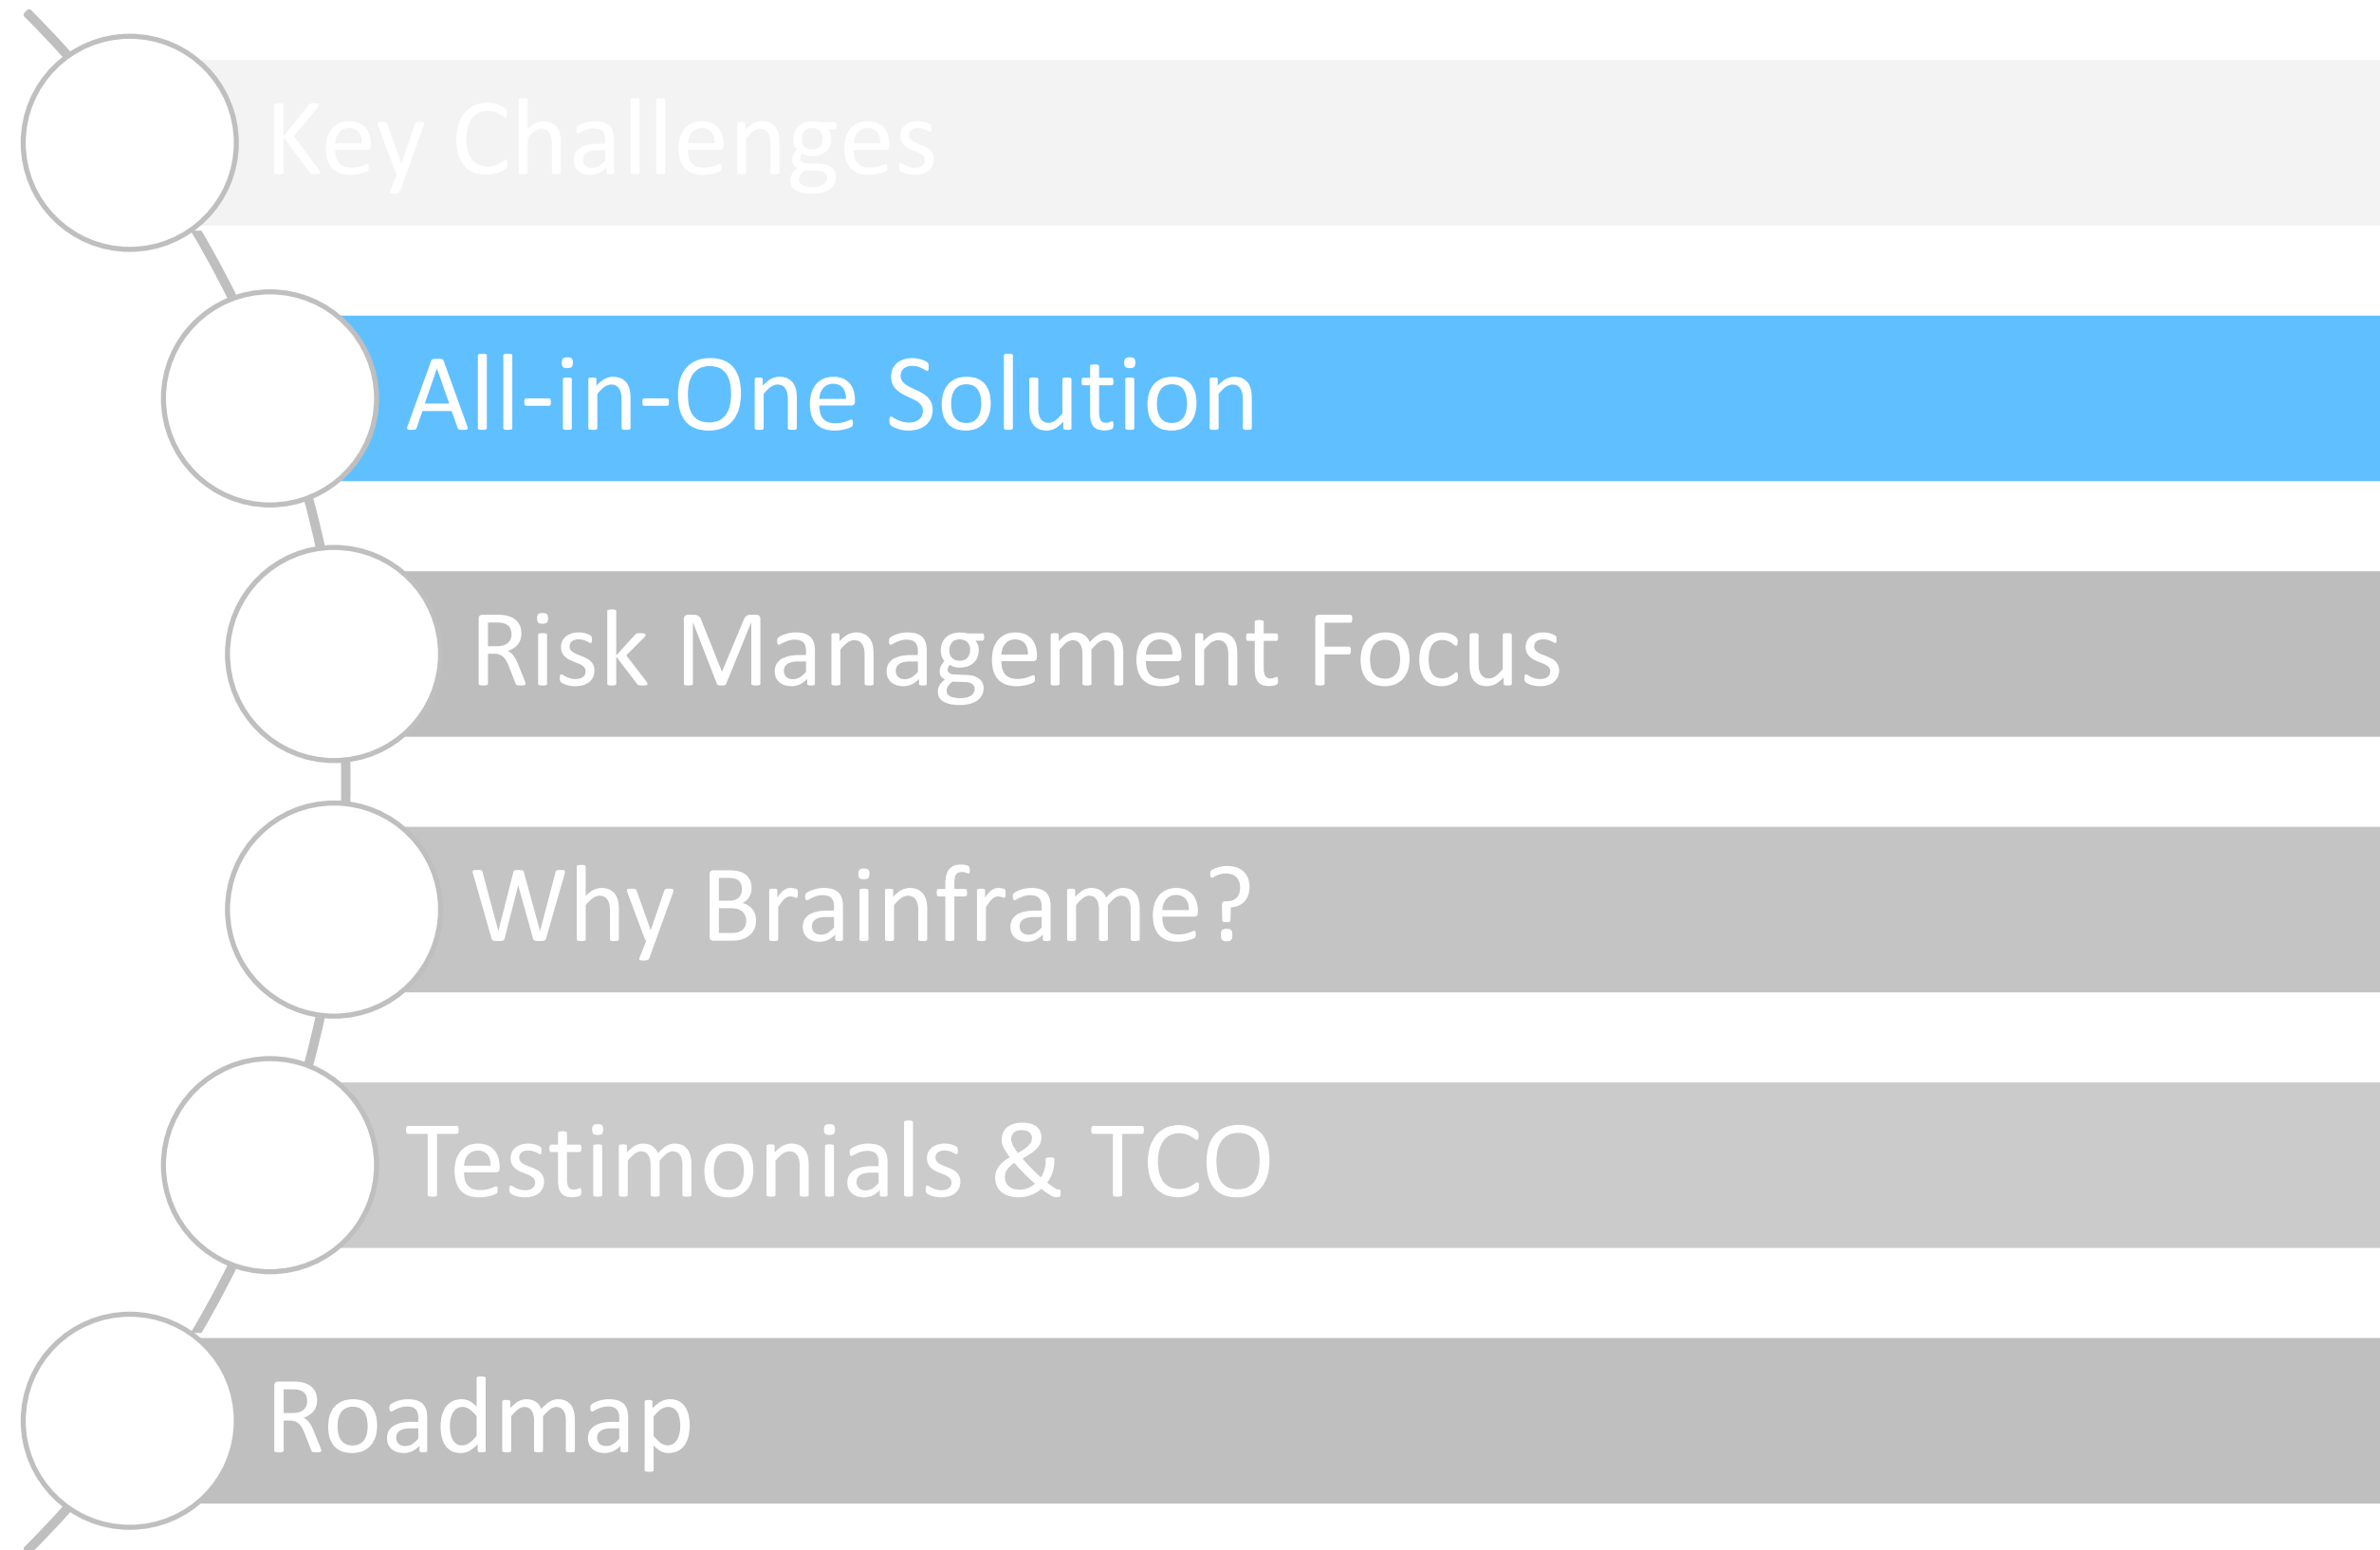 Key Challenges
All-in-One Solution
Risk Management Focus
Why Brainframe?
Testimonials & TCO
Roadmap